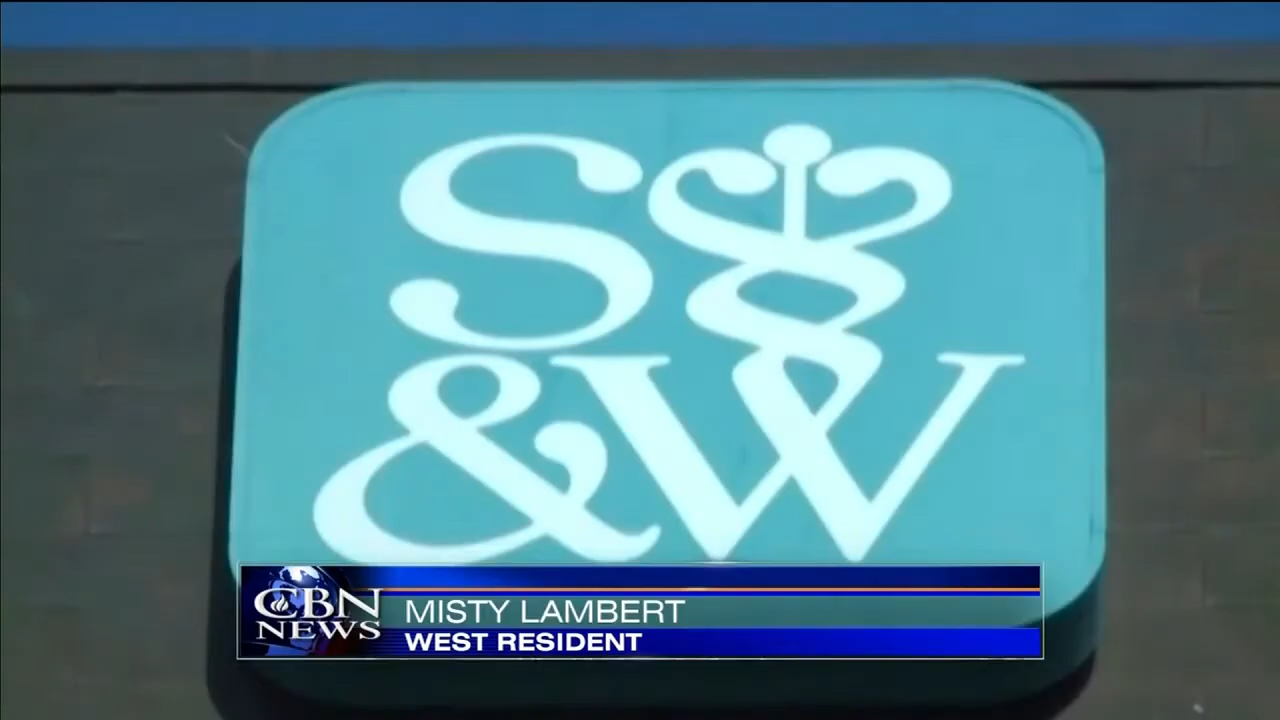 S
&W
CBN
NEWS
MISTY LAMBERT
WEST RESIDENT